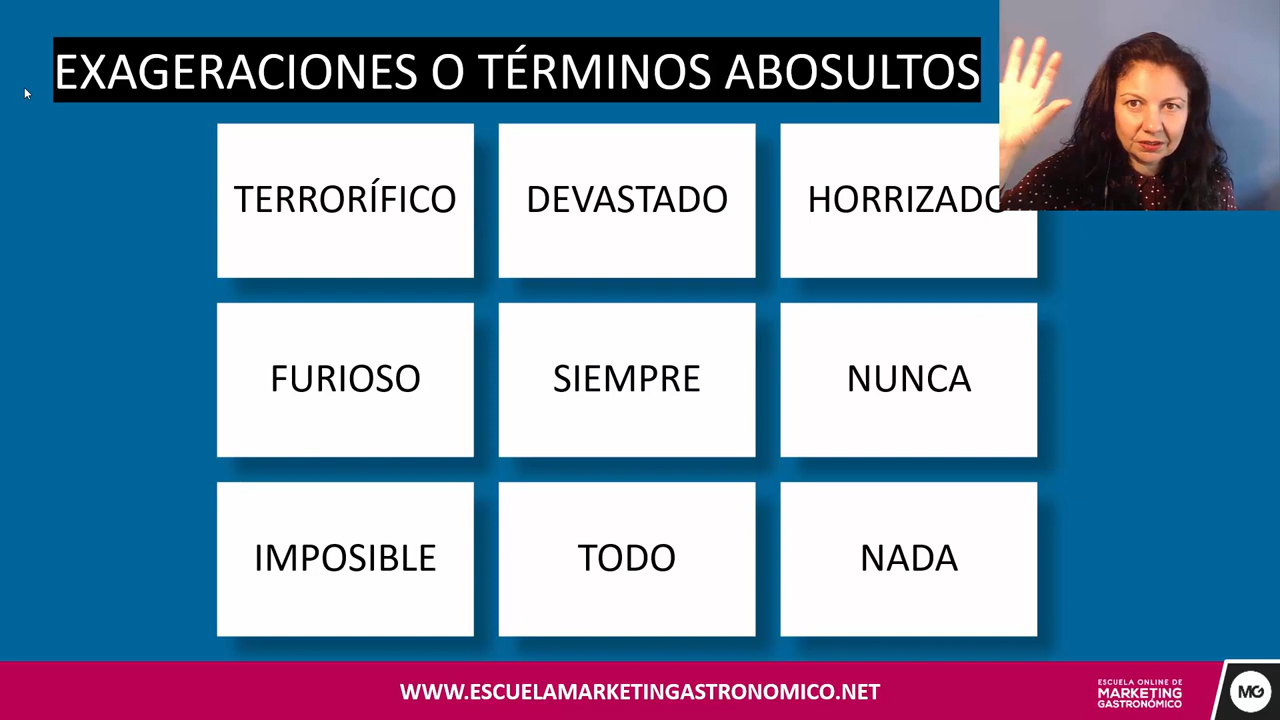 EXAGERACIONES O TÉRMINOS ABOSULTOS
TERRORÍFICO
DEVASTADO
HORRIZADO
FURIOSO
SIEMPRE
NUNCA
IMPOSIBLE
TODO
NADA
WWW.ESCUELAMARKETINGASTRONOMICO.NET
ESCUELA ONLINE DE
MARKETING
GASTRONÓMICO
MG